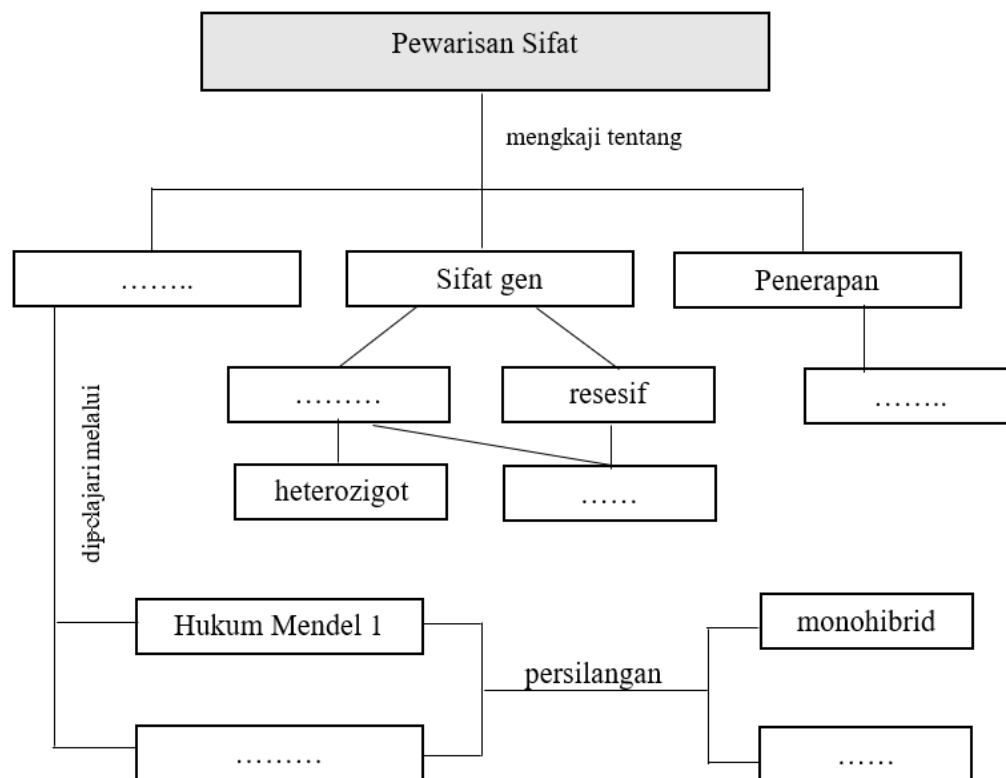 Pewarisan Sifat
mengkaji tentang
……..
Sifat gen
Penerapan
………
resesif
……..
heterozigot
……
dipelajari melalui
Hukum Mendel 1
monohibrid
persilangan
………
……